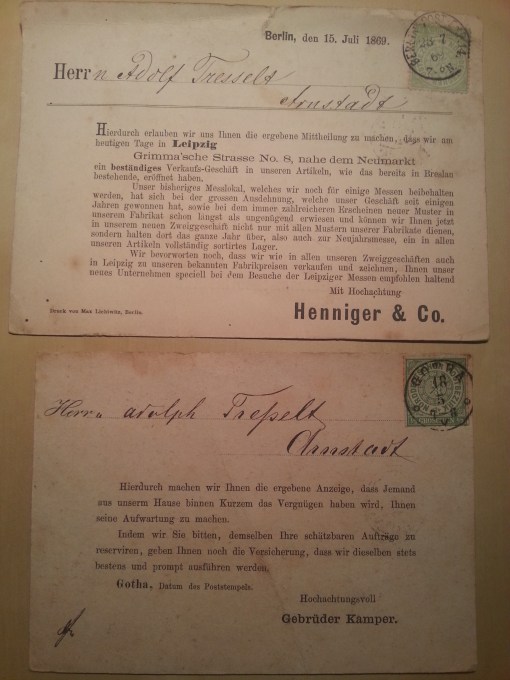 Berlin, den 15. Juli 1869.
Herrn Adolf Tresselt
Arnstadt
Hierdurch erlauben wir uns Ihnen die ergebene Mittheilung zu machen, dass wir am
heutigen Tage in Leipzig
Grimma'sche Strasse No. 8, nahe dem Neumarkt
ein beständiges Verkaufs-Geschäft in unseren Artikeln, wie das bereits in Breslau
bestehende, eröffnet haben.
Unser bisheriges Messlokal, welches wir noch für einige Messen beibehalten
werden, hat sich bei der grossen Ausdehnung, welche unser Geschäft seit einigen
Jahren gewonnen hat, sowie bei dem immer zahlreicheren Erscheinen neuer Muster in
unserem Fabrikat schon längst als ungenügend erwiesen und können wir Ihnen jetzt
in unserem neuen Zweiggeschäft nicht nur mit allen Mustern unserer Fabrikate dienen,
sondern halten dort das ganze Jahr über, also auch zur Neujahrsmesse, ein in allen
unseren Artikeln vollständig sortirtes Lager.
Wir bevorworten noch, dass wir wie in allen unseren Zweiggeschäften auch
in Leipzig zu unseren bekannten Fabrikpreisen verkaufen und zeichnen, Ihnen unser
neues Unternehmen speciell bei dem Besuche der Leipziger Messen empfohlen haltend
Mit Hochachtung
Henniger & Co.
Druck von Max Liebiwitz, Berlin.
GOTHA
18
5
Herrn Adolph Treßelt
Arnstadt
Hierdurch machen wir Ihnen die ergebene Anzeige, dass Jemand
aus unserm Hause binnen Kurzem das Vergnügen haben wird, Ihnen
seine Aufwartung zu machen.
Indem wir Sie bitten, demselben Ihre schätzbaren Aufträge zu
reserviren, geben Ihnen noch die Versicherung, dass wir dieselben stets
bestens und prompt ausführen werden.
Gotha, Datum des Poststempels.
Hochachtungsvoll
Gebrüder Kämper.